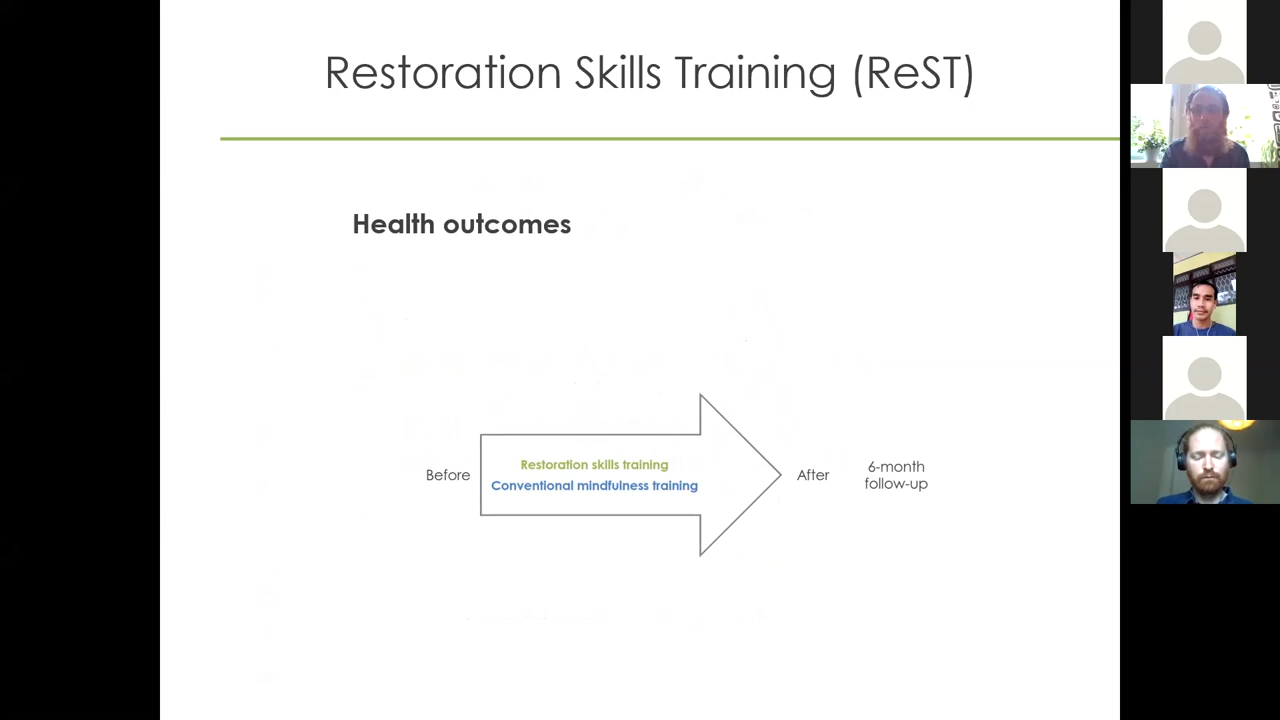 Restoration Skills Training (ReST)
Health outcomes
Before
Restoration skills training
Conventional mindfulness training
After
6-month
follow-up